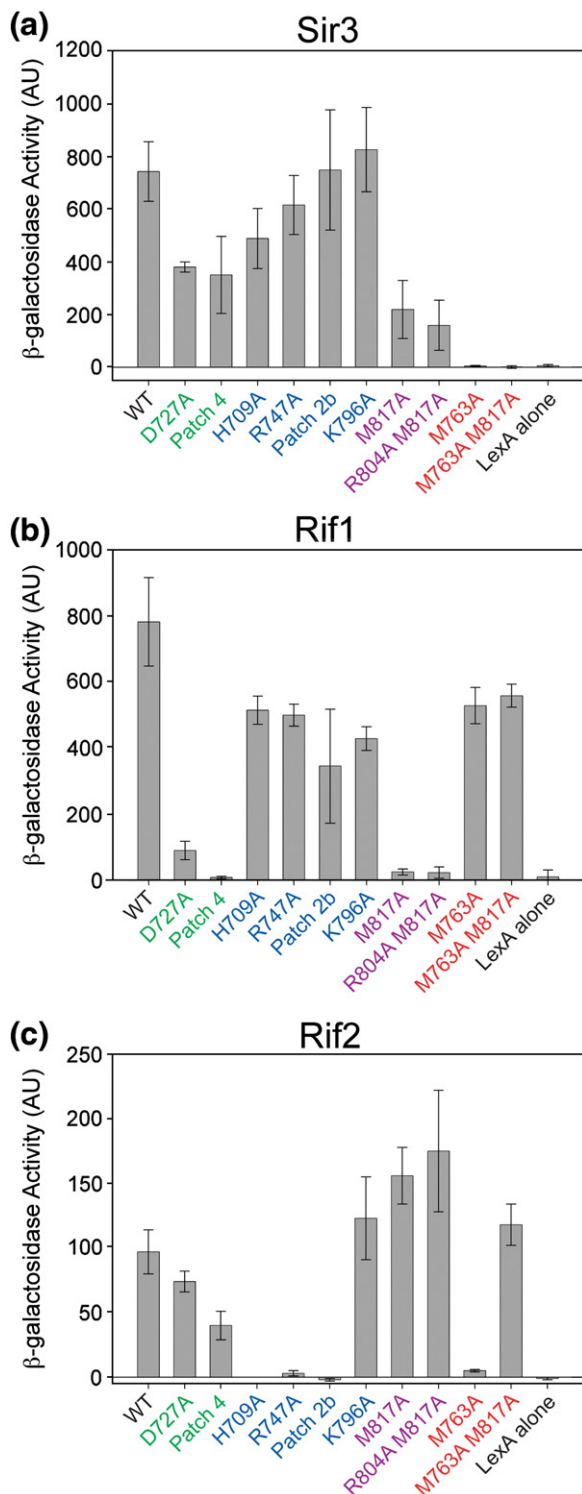 (a)
Sir3
β-galactosidase Activity (AU)
1200
1000
800
600
400
200
0
WT
D727A
Patch 4
H709A
R747A
Patch 2b
K796A
M817A
R804A M817A
M763A
M763A M817A
LexA alone
(b)
Rif1
β-galactosidase Activity (AU)
1000
800
600
400
200
0
WT
D727A
Patch 4
H709A
R747A
Patch 2b
K796A
M817A
R804A M817A
M763A
M763A M817A
LexA alone
(c)
Rif2
β-galactosidase Activity (AU)
250
200
150
100
50
0
WT
D727A
Patch 4
H709A
R747A
Patch 2b
K796A
M817A
R804A M817A
M763A
M763A M817A
LexA alone